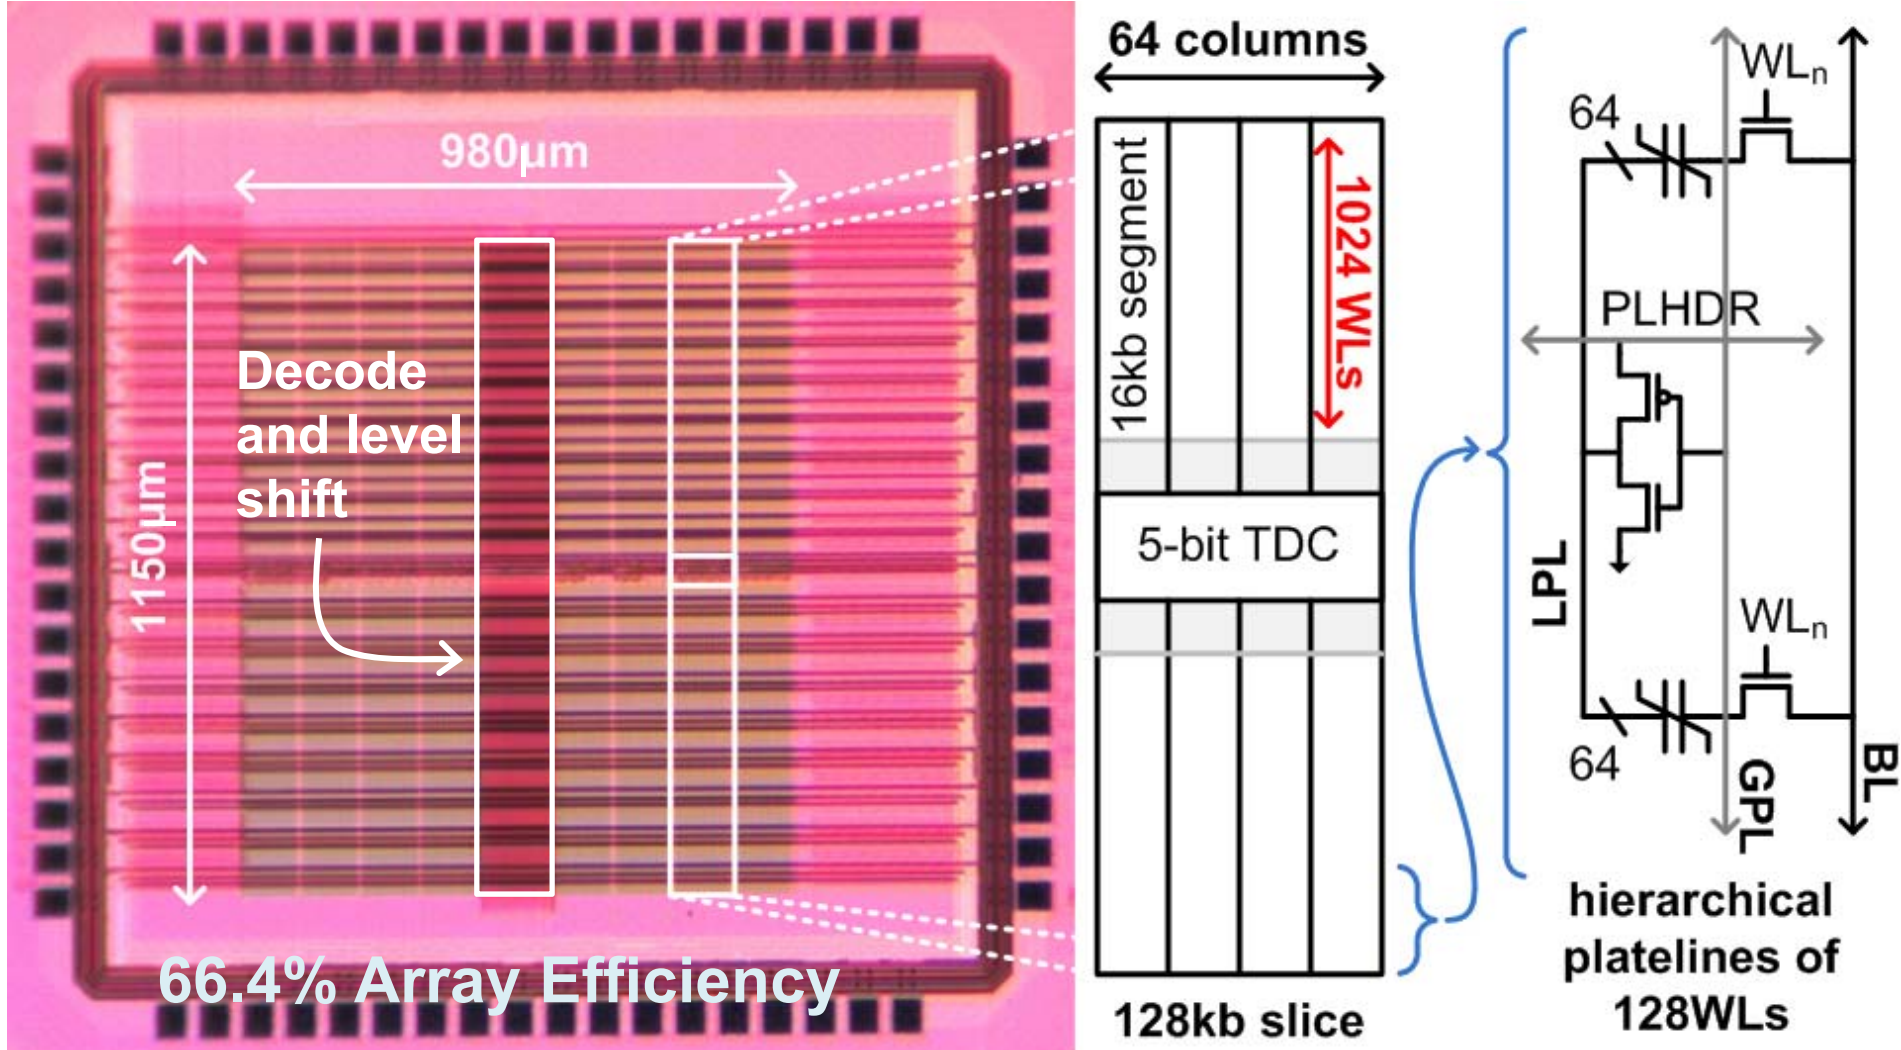 980µm
1150µm
Decode
and level
shift
66.4% Array Efficiency
64 columns
16kb segment
1024 WLs
5-bit TDC
128kb slice
64
WLₙ
PLHDR
LPL
WLₙ
64
GPL
BL
hierarchical
platelines of
128WLs